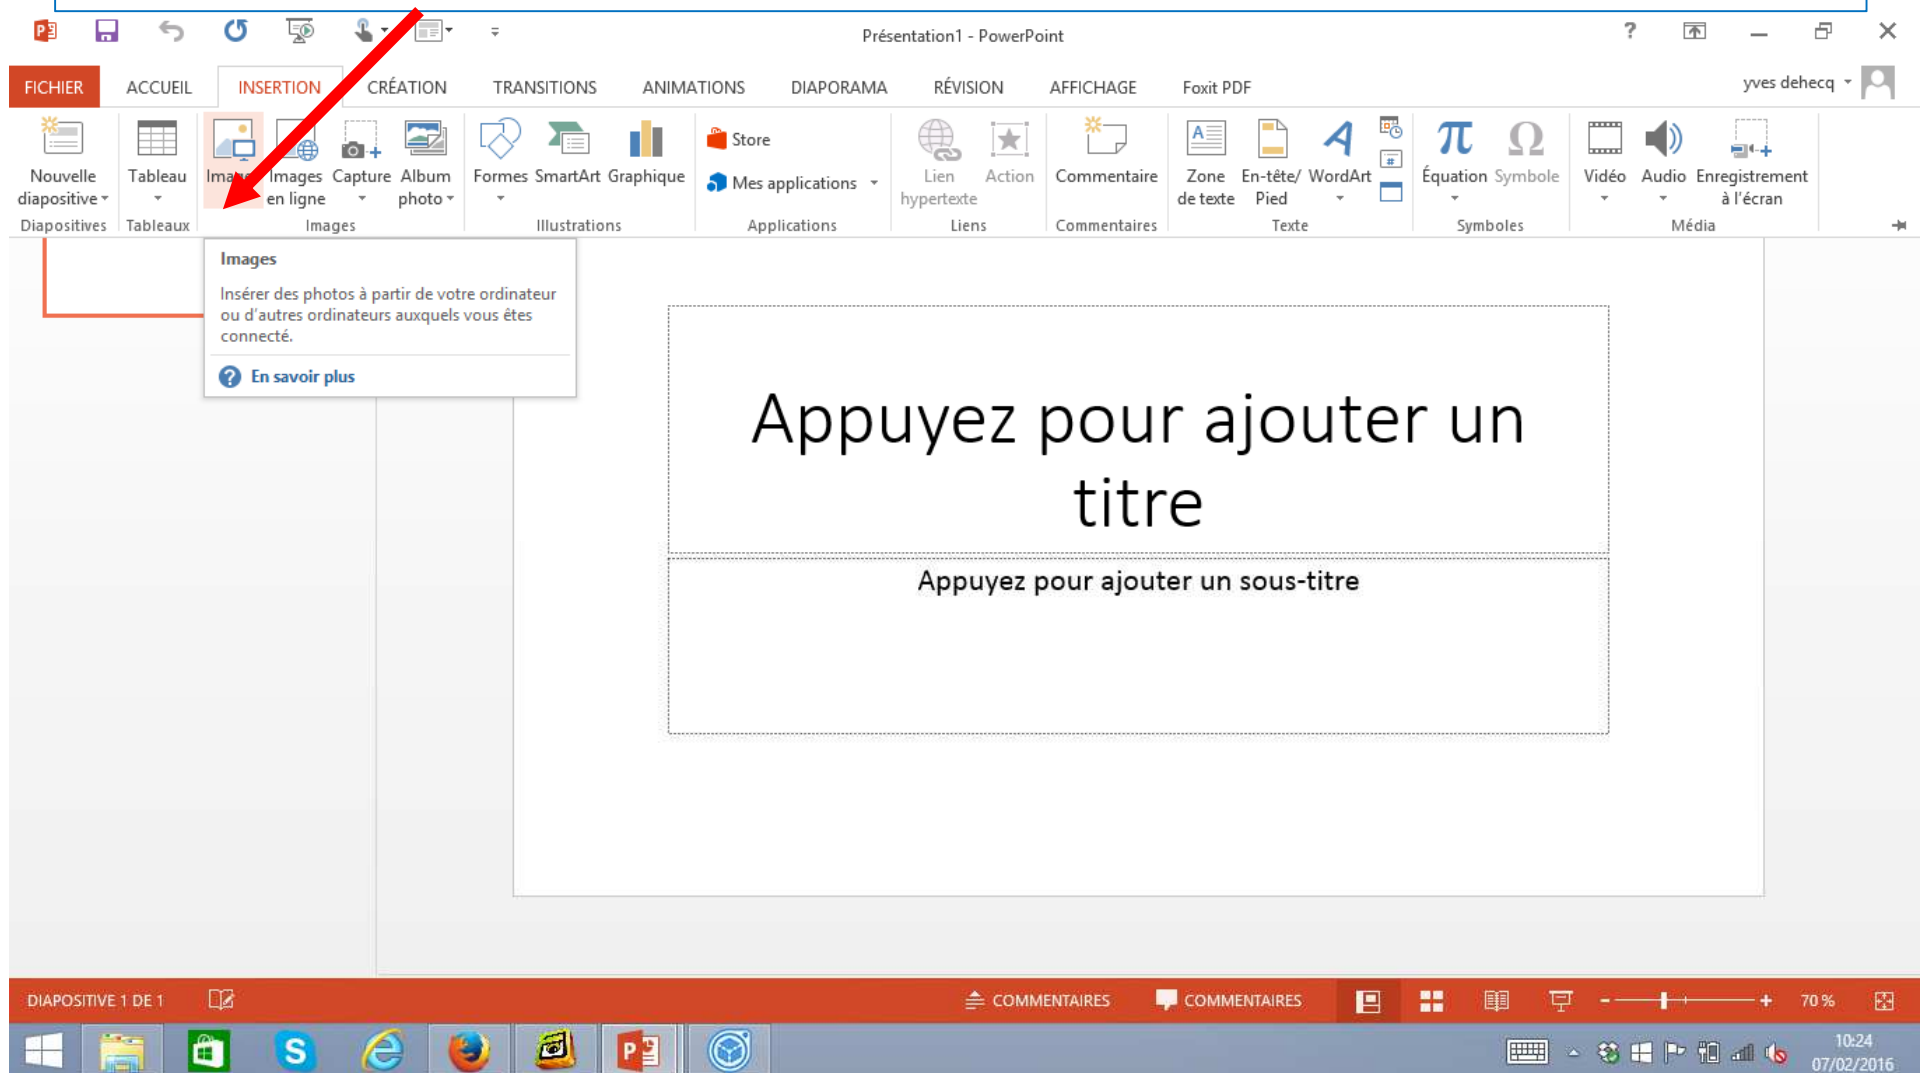 Présentation1 - PowerPoint
?
FICHIER ACCUEIL INSERTION CRÉATION TRANSITIONS ANIMATIONS DIAPORAMA RÉVISION AFFICHAGE Foxit PDF yves dehecq
Nouvelle diapositive
Tableau
Images
Images en ligne
Capture
Album photo
Formes
SmartArt
Graphique
Store
Mes applications
Lien hypertexte
Action
Commentaire
Zone de texte
En-tête/ Pied
WordArt
Équation
Symbole
Vidéo
Audio
Enregistrement à l'écran
Diapositives Tableaux Images Illustrations Applications Liens Commentaires Texte Symboles Média
Images
Insérer des photos à partir de votre ordinateur
ou d'autres ordinateurs auxquels vous êtes
connecté.
En savoir plus
Appuyez pour ajouter un
titre
Appuyez pour ajouter un sous-titre
DIAPOSITIVE 1 DE 1 COMMENTAIRES COMMENTAIRES 70 %
10:24
07/02/2016